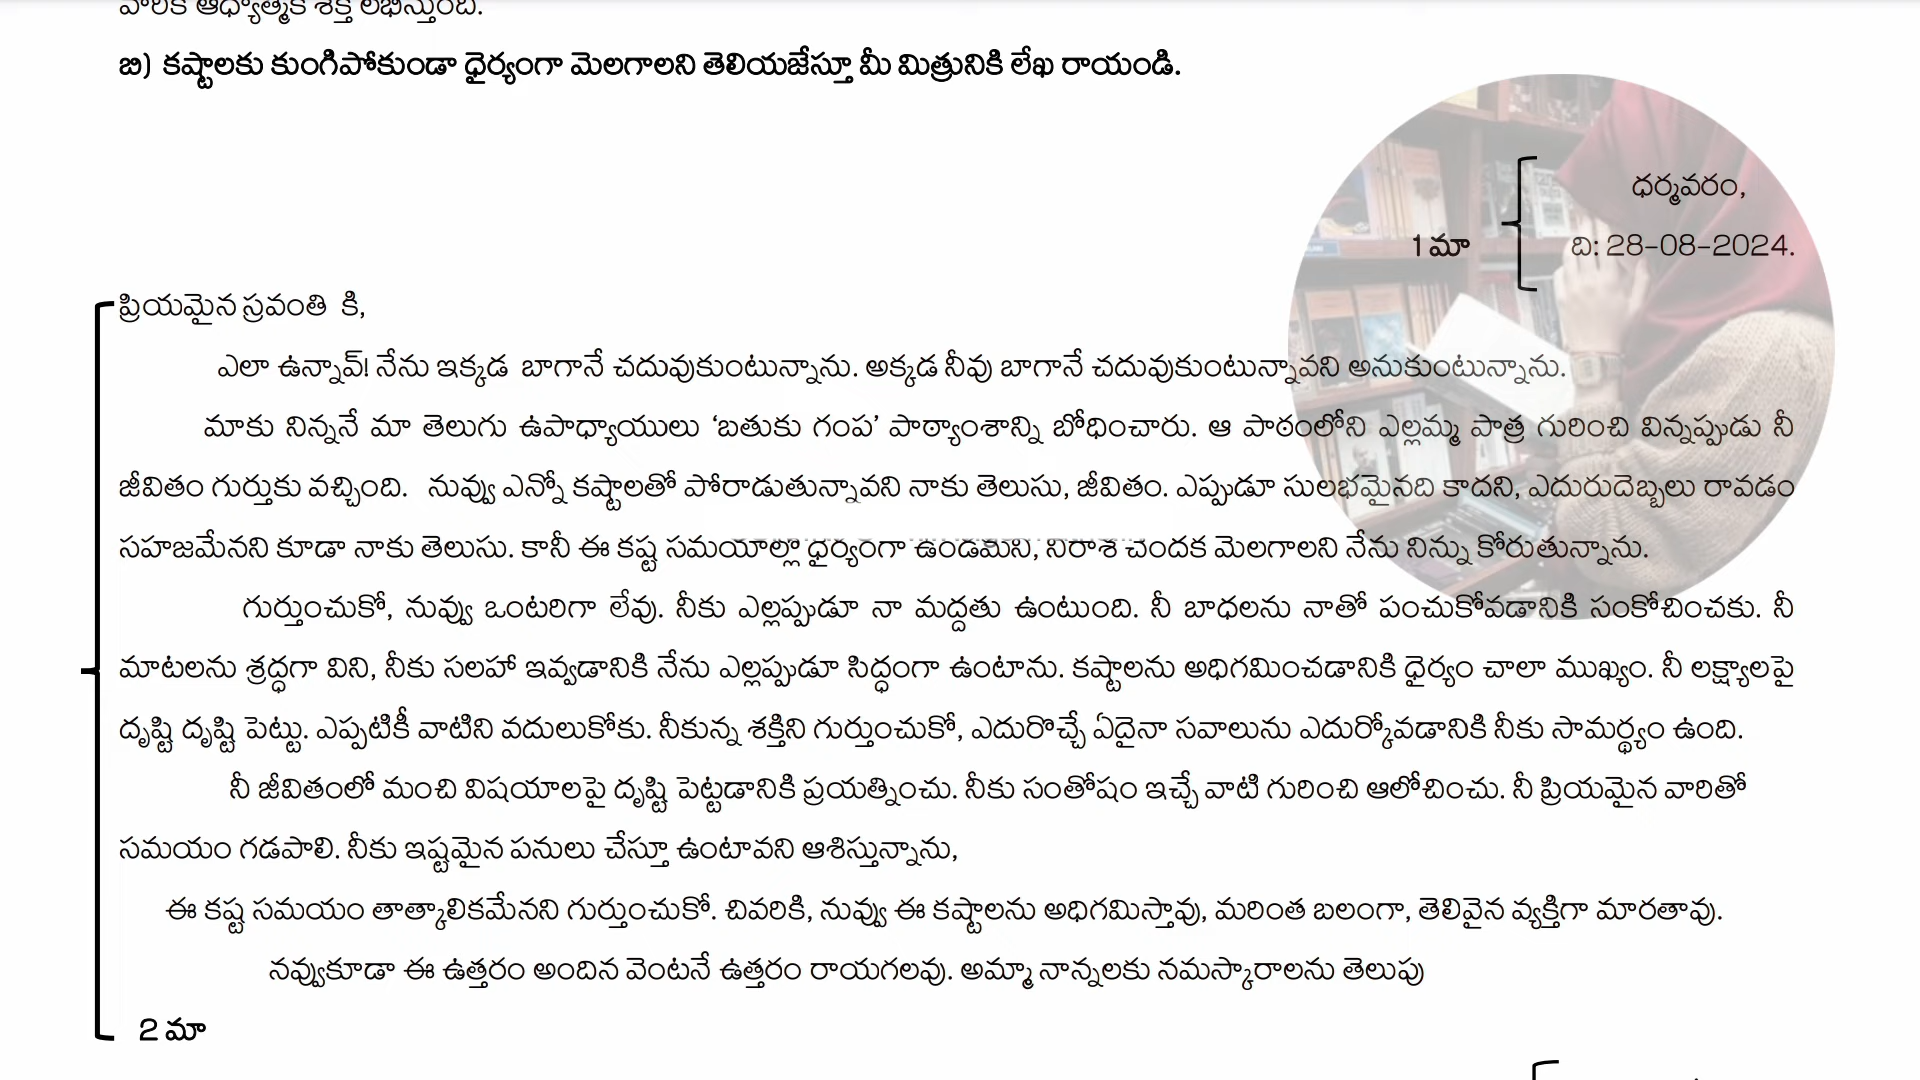 వారికి ఆధ్యాత్మిక శక్తి లభిస్తుంది.
బి) కష్టాలకు కుంగిపోకుండా ధైర్యంగా మెలగాలని తెలియజేస్తూ మీ మిత్రునికి లేఖ రాయండి.
ధర్మవరం,
1 మా
ది: 28-08-2024.
ప్రియమైన స్రవంతి కి,
ఎలా ఉన్నావ్! నేను ఇక్కడ బాగానే చదువుకుంటున్నాను. అక్కడ నీవు బాగానే చదువుకుంటున్నావని అనుకుంటున్నాను.
మాకు నిన్ననే మా తెలుగు ఉపాధ్యాయులు ‘బతుకు గంప’ పాఠ్యాంశాన్ని బోధించారు. ఆ పాఠంలోని ఎల్లమ్మ పాత్ర గురించి విన్నప్పుడు నీ
జీవితం గుర్తుకు వచ్చింది. నువ్వు ఎన్నో కష్టాలతో పోరాడుతున్నావని నాకు తెలుసు, జీవితం. ఎప్పుడూ సులభమైనది కాదని, ఎదురుదెబ్బలు రావడం
సహజమేనని కూడా నాకు తెలుసు. కానీ ఈ కష్ట సమయాల్లో ధైర్యంగా ఉండమని, నిరాశ చెందక మెలగాలని నేను నిన్ను కోరుతున్నాను.
గుర్తుంచుకో, నువ్వు ఒంటరిగా లేవు. నీకు ఎల్లప్పుడూ నా మద్దతు ఉంటుంది. నీ బాధలను నాతో పంచుకోవడానికి సంకోచించకు. నీ
మాటలను శ్రద్ధగా విని, నీకు సలహా ఇవ్వడానికి నేను ఎల్లప్పుడూ సిద్ధంగా ఉంటాను. కష్టాలను అధిగమించడానికి ధైర్యం చాలా ముఖ్యం. నీ లక్ష్యాలపై
దృష్టి దృష్టి పెట్టు. ఎప్పటికీ వాటిని వదులుకోకు. నీకున్న శక్తిని గుర్తుంచుకో, ఎదురొచ్చే ఏదైనా సవాలును ఎదుర్కోవడానికి నీకు సామర్థ్యం ఉంది.
నీ జీవితంలో మంచి విషయాలపై దృష్టి పెట్టడానికి ప్రయత్నించు. నీకు సంతోషం ఇచ్చే వాటి గురించి ఆలోచించు. నీ ప్రియమైన వారితో
సమయం గడపాలి. నీకు ఇష్టమైన పనులు చేస్తూ ఉంటావని ఆశిస్తున్నాను,
ఈ కష్ట సమయం తాత్కాలికమేనని గుర్తుంచుకో. చివరికి, నువ్వు ఈ కష్టాలను అధిగమిస్తావు, మరింత బలంగా, తెలివైన వ్యక్తిగా మారతావు.
నవ్వుకూడా ఈ ఉత్తరం అందిన వెంటనే ఉత్తరం రాయగలవు. అమ్మా నాన్నలకు నమస్కారాలను తెలుపు
2 మా